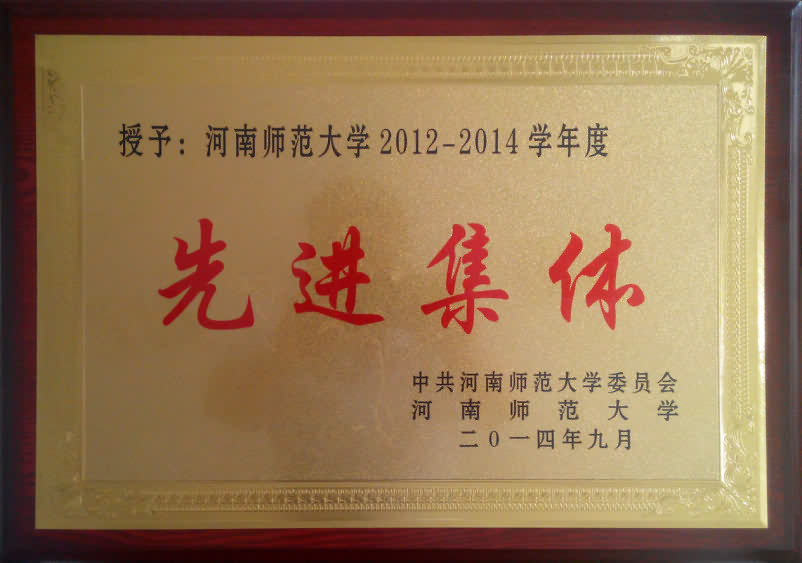 授予：河南师范大学2012-2014学年度
先进集体
中共河南师范大学委员会
河南师范大学
二0一四年九月